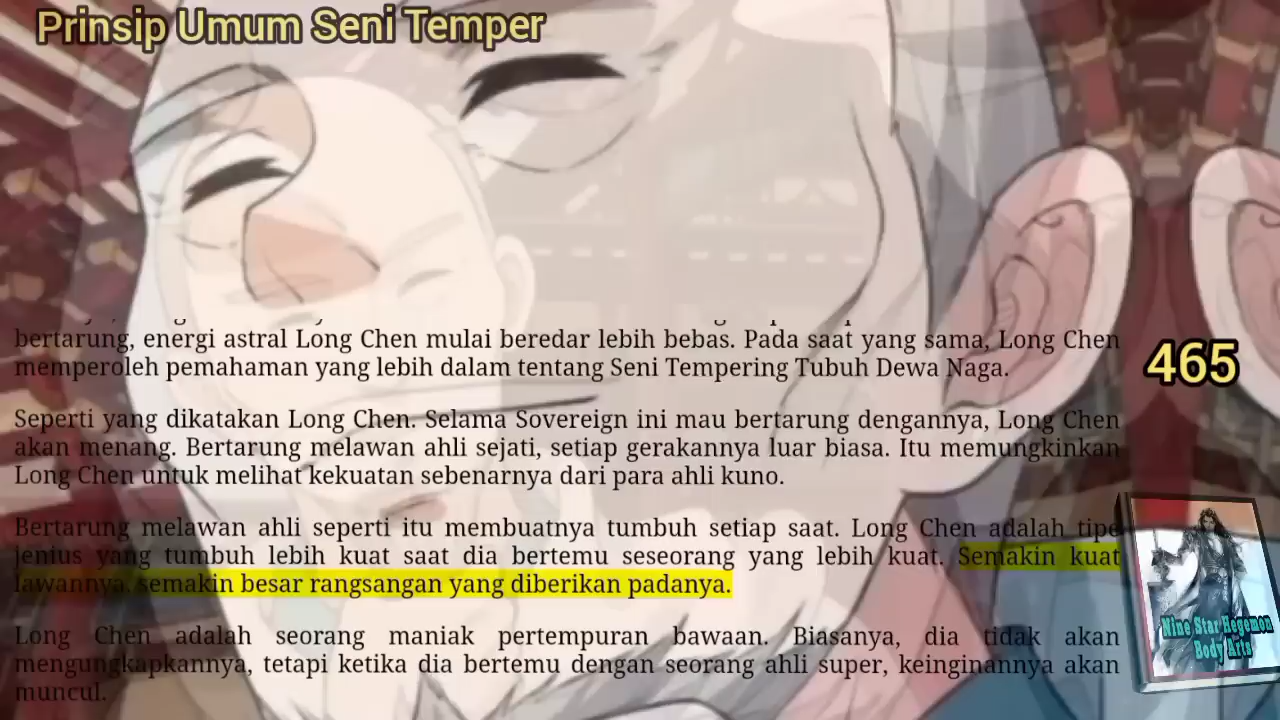 Prinsip Umum Seni Temper
bertarung, energi astral Long Chen mulai beredar lebih bebas. Pada saat yang sama, Long Chen
memperoleh pemahaman yang lebih dalam tentang Seni Tempering Tubuh Dewa Naga.
465
Seperti yang dikatakan Long Chen. Selama Sovereign ini mau bertarung dengannya, Long Chen
akan menang. Bertarung melawan ahli sejati, setiap gerakannya luar biasa. Itu memungkinkan
Long Chen untuk melihat kekuatan sebenarnya dari para ahli kuno.
Bertarung melawan ahli seperti itu membuatnya tumbuh setiap saat. Long Chen adalah tipe
jenius yang tumbuh lebih kuat saat dia bertemu seseorang yang lebih kuat. Semakin kuat
lawannya, semakin besar rangsangan yang diberikan padanya.
Long Chen adalah seorang maniak pertempuran bawaan. Biasanya, dia tidak akan
mengungkapkannya, tetapi ketika dia bertemu dengan seorang ahli super, keinginannya akan
muncul.
Nine Star Hegemon
Body Arts